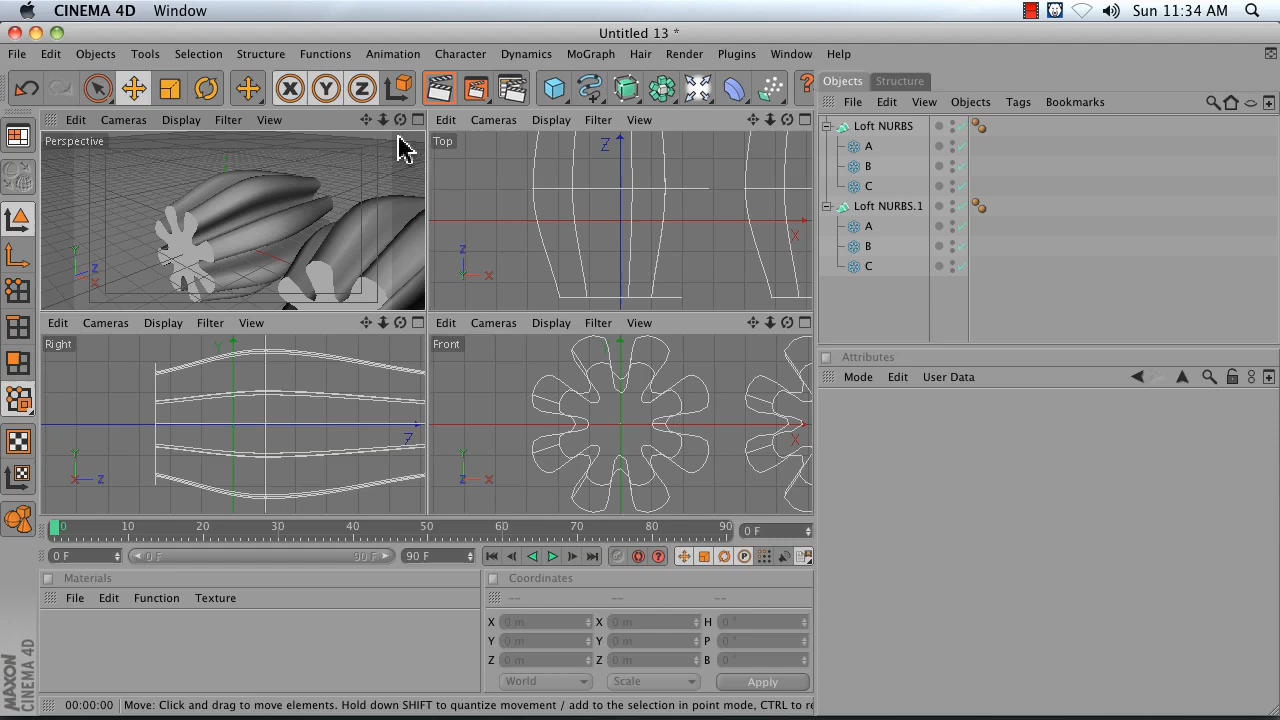 CINEMA 4D Window Sun 11:34 AM
Untitled 13 *
File Edit Objects Tools Selection Structure Functions Animation Character Dynamics MoGraph Hair Render Plugins Window Help
X Y Z
Objects Structure
File Edit View Objects Tags Bookmarks
Loft NURBS
A
B
C
Loft NURBS.1
A
B
C
Edit Cameras Display Filter View
Perspective
Y Z X
Edit Cameras Display Filter View
Top
Z
X
Z X
Edit Cameras Display Filter View
Right
Y
Z
Y X Z
Edit Cameras Display Filter View
Front
Y
X
Y Z X
Attributes
Mode Edit User Data
0 10 20 30 40 50 60 70 80 90 0 F
0 F 0 F 90 F 90 F
P
Materials
File Edit Function Texture
Coordinates
-- -- --
X 0 m X 0 m H 0 °
Y 0 m Y 0 m P 0 °
Z 0 m Z 0 m B 0 °
World Scale Apply
MAXON
CINEMA 4D
00:00:00 Move: Click and drag to move elements. Hold down SHIFT to quantize movement / add to the selection in point mode, CTRL to re